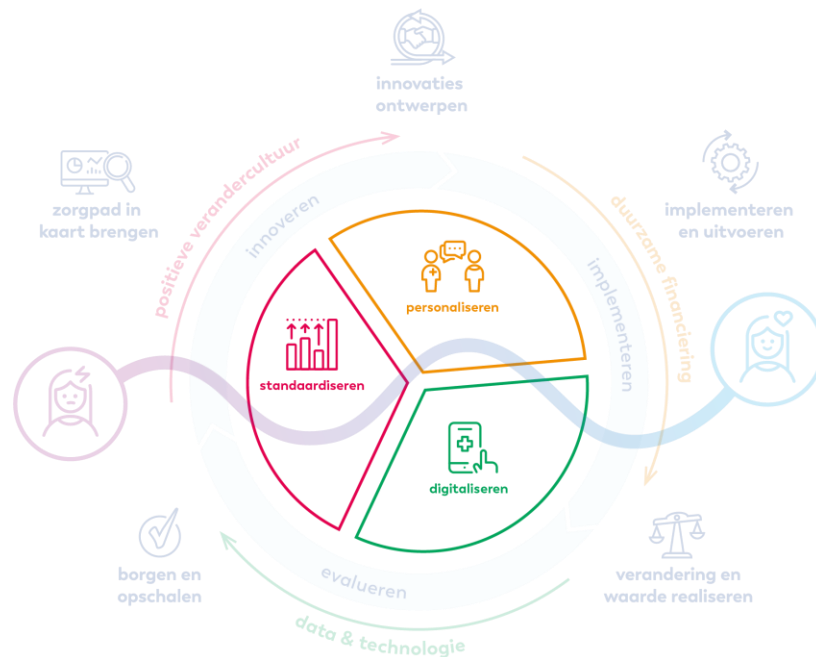 innovaties
ontwerpen
zorgpad in
kaart brengen
positieve verandercultuur
innoveren
duurzame financiering
implementeren
en uitvoeren
implementeren
personaliseren
standaardiseren
digitaliseren
borgen en
opschalen
evalueren
data & technologie
verandering en
waarde realiseren